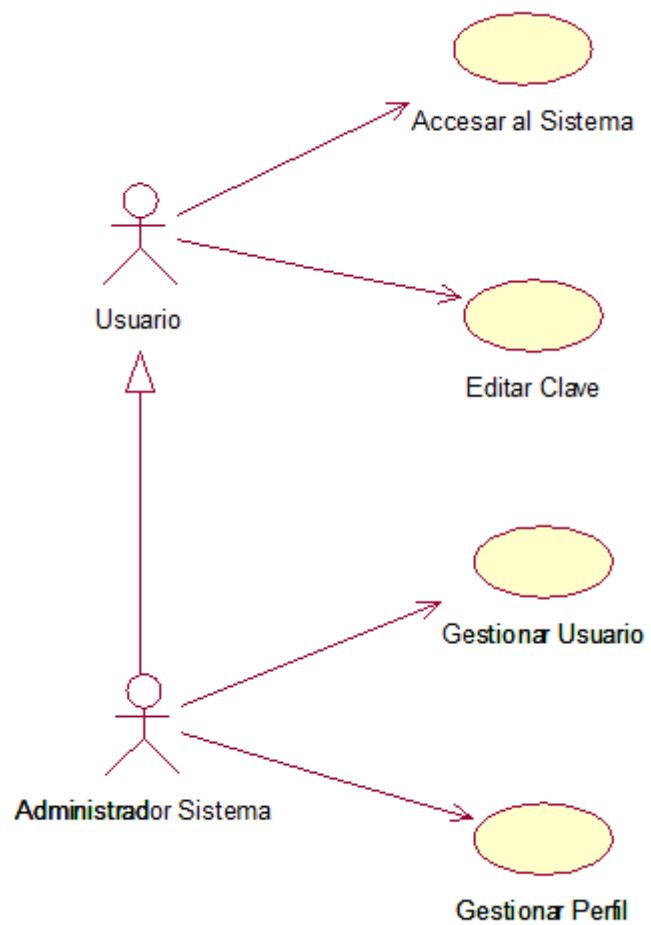 Accesar al Sistema
Usuario
Editar Clave
Gestionar Usuario
Administrador Sistema
Gestionar Perfil